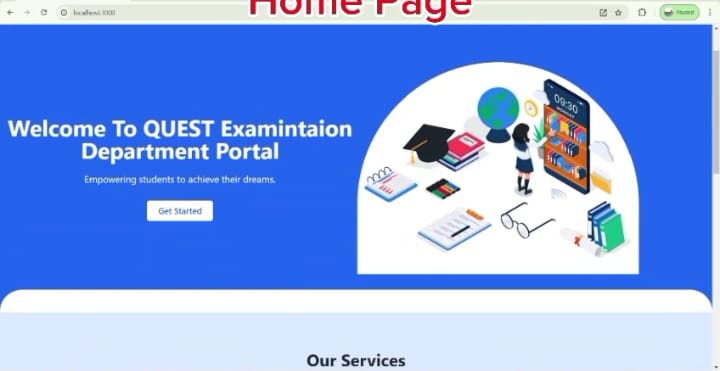 Home Page
localhost:3000
Paused
Welcome To QUEST Examintaion
Department Portal
Empowering students to achieve their dreams.
Get Started
09:30
MONDAY
Our Services